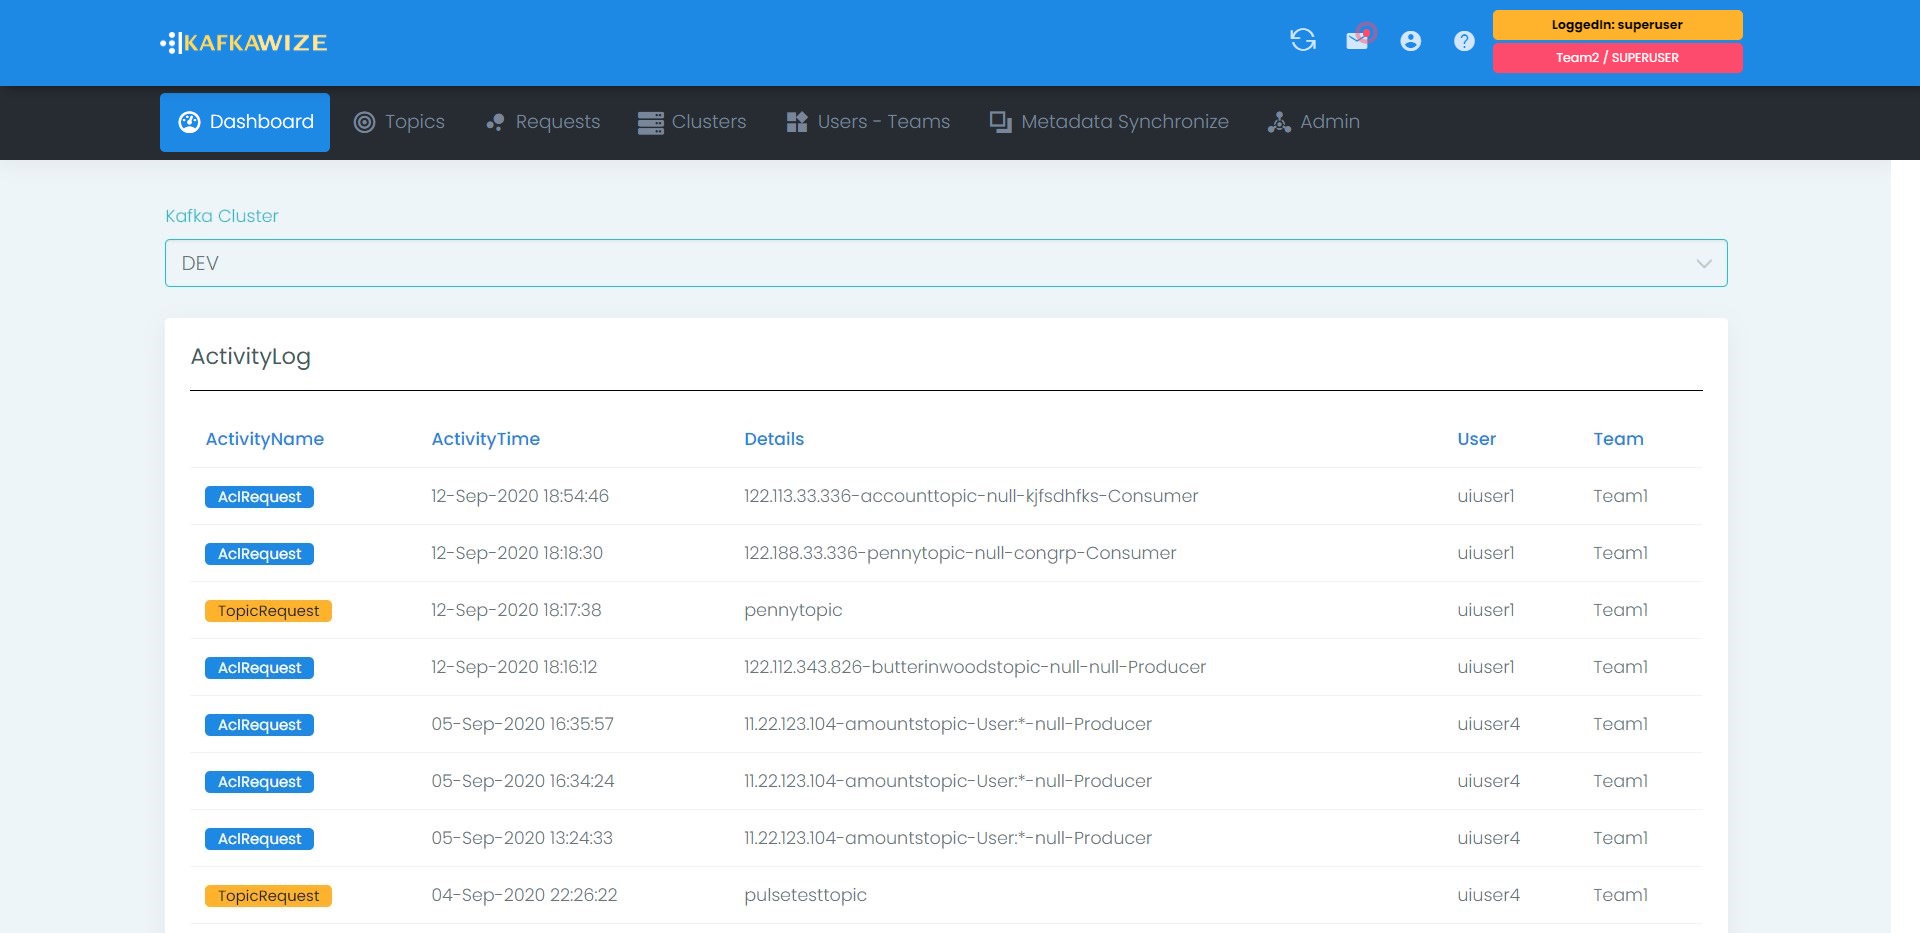 KAFKAWIZE
LoggedIn: superuser
Team2 / SUPERUSER
Dashboard Topics Requests Clusters Users - Teams Metadata Synchronize Admin
Kafka Cluster
DEV
ActivityLog
ActivityName ActivityTime Details User Team
AclRequest 12-Sep-2020 18:54:46 122.113.33.336-accounttopic-null-kjfsdhfks-Consumer uiuser1 Team1
AclRequest 12-Sep-2020 18:18:30 122.188.33.336-pennytopic-null-congrp-Consumer uiuser1 Team1
TopicRequest 12-Sep-2020 18:17:38 pennytopic uiuser1 Team1
AclRequest 12-Sep-2020 18:16:12 122.112.343.826-butterinwoodstopic-null-null-Producer uiuser1 Team1
AclRequest 05-Sep-2020 16:35:57 11.22.123.104-amountstopic-User:*-null-Producer uiuser4 Team1
AclRequest 05-Sep-2020 16:34:24 11.22.123.104-amountstopic-User:*-null-Producer uiuser4 Team1
AclRequest 05-Sep-2020 13:24:33 11.22.123.104-amountstopic-User:*-null-Producer uiuser4 Team1
TopicRequest 04-Sep-2020 22:26:22 pulsetesttopic uiuser4 Team1